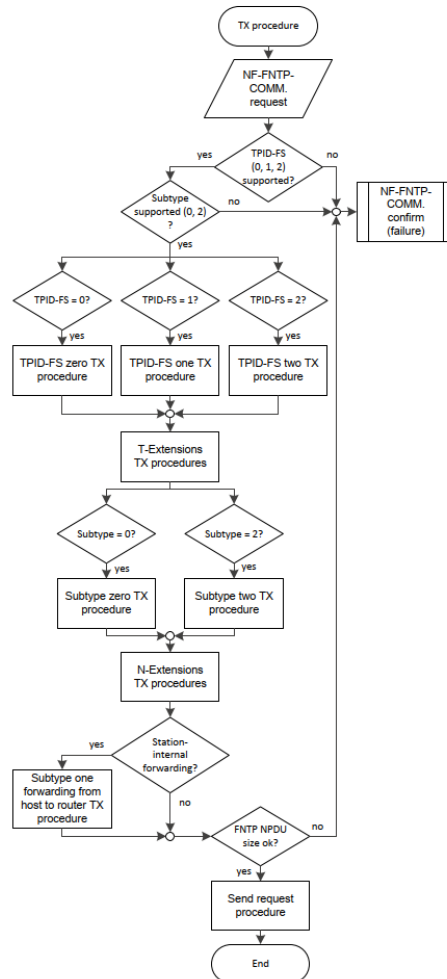 TX procedure
NF-FNTP-
COMM.
request
yes
TPID-FS
(0, 1, 2)
supported?
no
Subtype
supported (0, 2)
?
no
NF-FNTP-
COMM.
confirm
(failure)
yes
TPID-FS = 0?
TPID-FS = 1?
TPID-FS = 2?
yes
yes
yes
TPID-FS zero TX
procedure
TPID-FS one TX
procedure
TPID-FS two TX
procedure
T-Extensions
TX procedures
Subtype = 0?
Subtype = 2?
yes
yes
Subtype zero TX
procedure
Subtype two TX
procedure
N-Extensions
TX procedures
yes
Station-
internal
forwarding?
Subtype one
forwarding from
host to router TX
procedure
no
FNTP NPDU
size ok?
no
yes
Send request
procedure
End